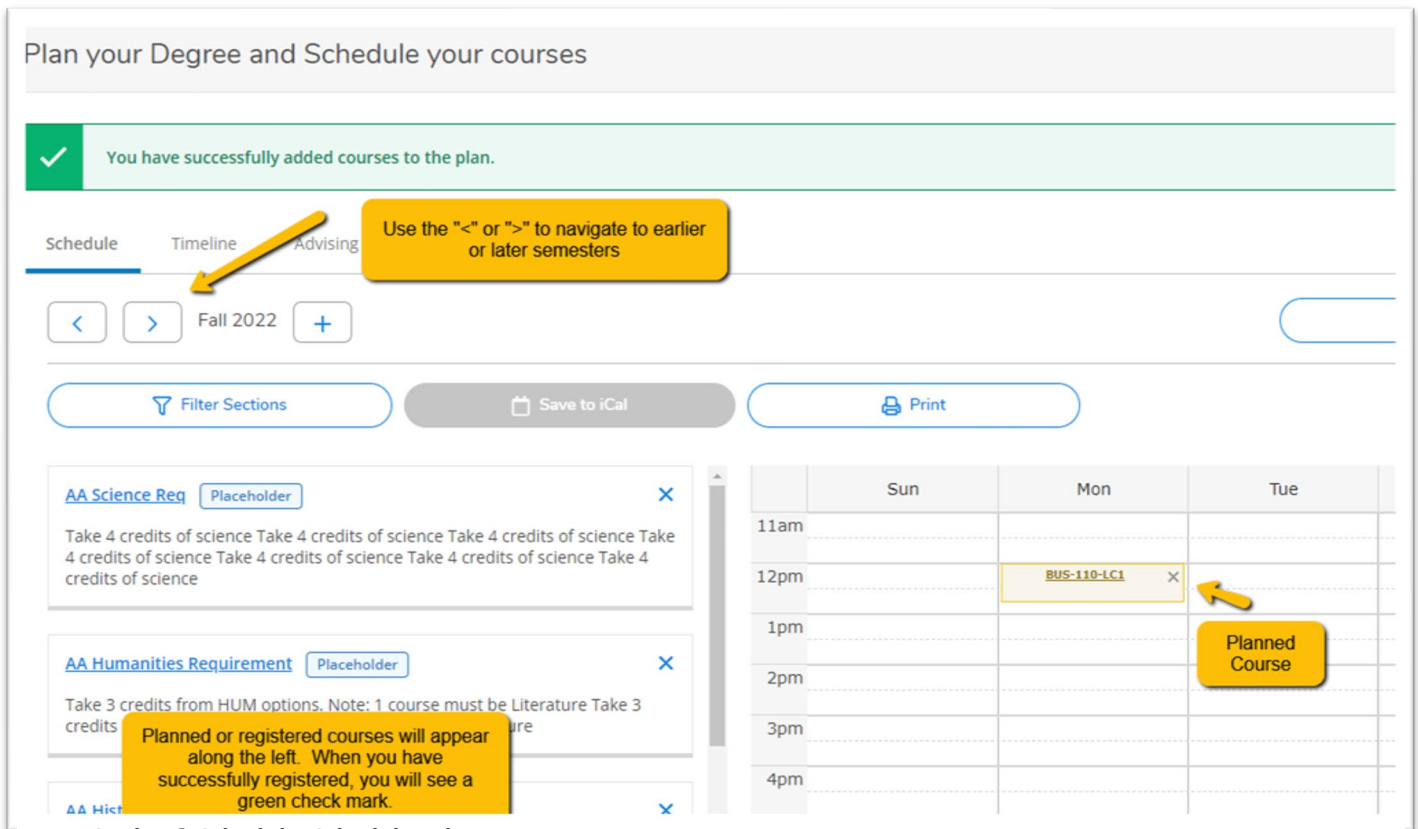 Plan your Degree and Schedule your courses
You have successfully added courses to the plan.
Schedule Timeline Advising
Use the "<" or ">" to navigate to earlier
or later semesters
< > Fall 2022 +
Filter Sections Save to iCal Print
AA Science Req Placeholder
Take 4 credits of science Take 4 credits of science Take 4 credits of science Take
4 credits of science Take 4 credits of science Take 4 credits of science Take 4
credits of science
AA Humanities Requirement Placeholder
Take 3 credits from HUM options. Note: 1 course must be Literature Take 3
credits
Planned or registered courses will appear
along the left. When you have
successfully registered, you will see a
green check mark.
AA Hist
Sun Mon Tue
11am
12pm BUS-110-LC1
1pm
Planned
Course
2pm
3pm
4pm